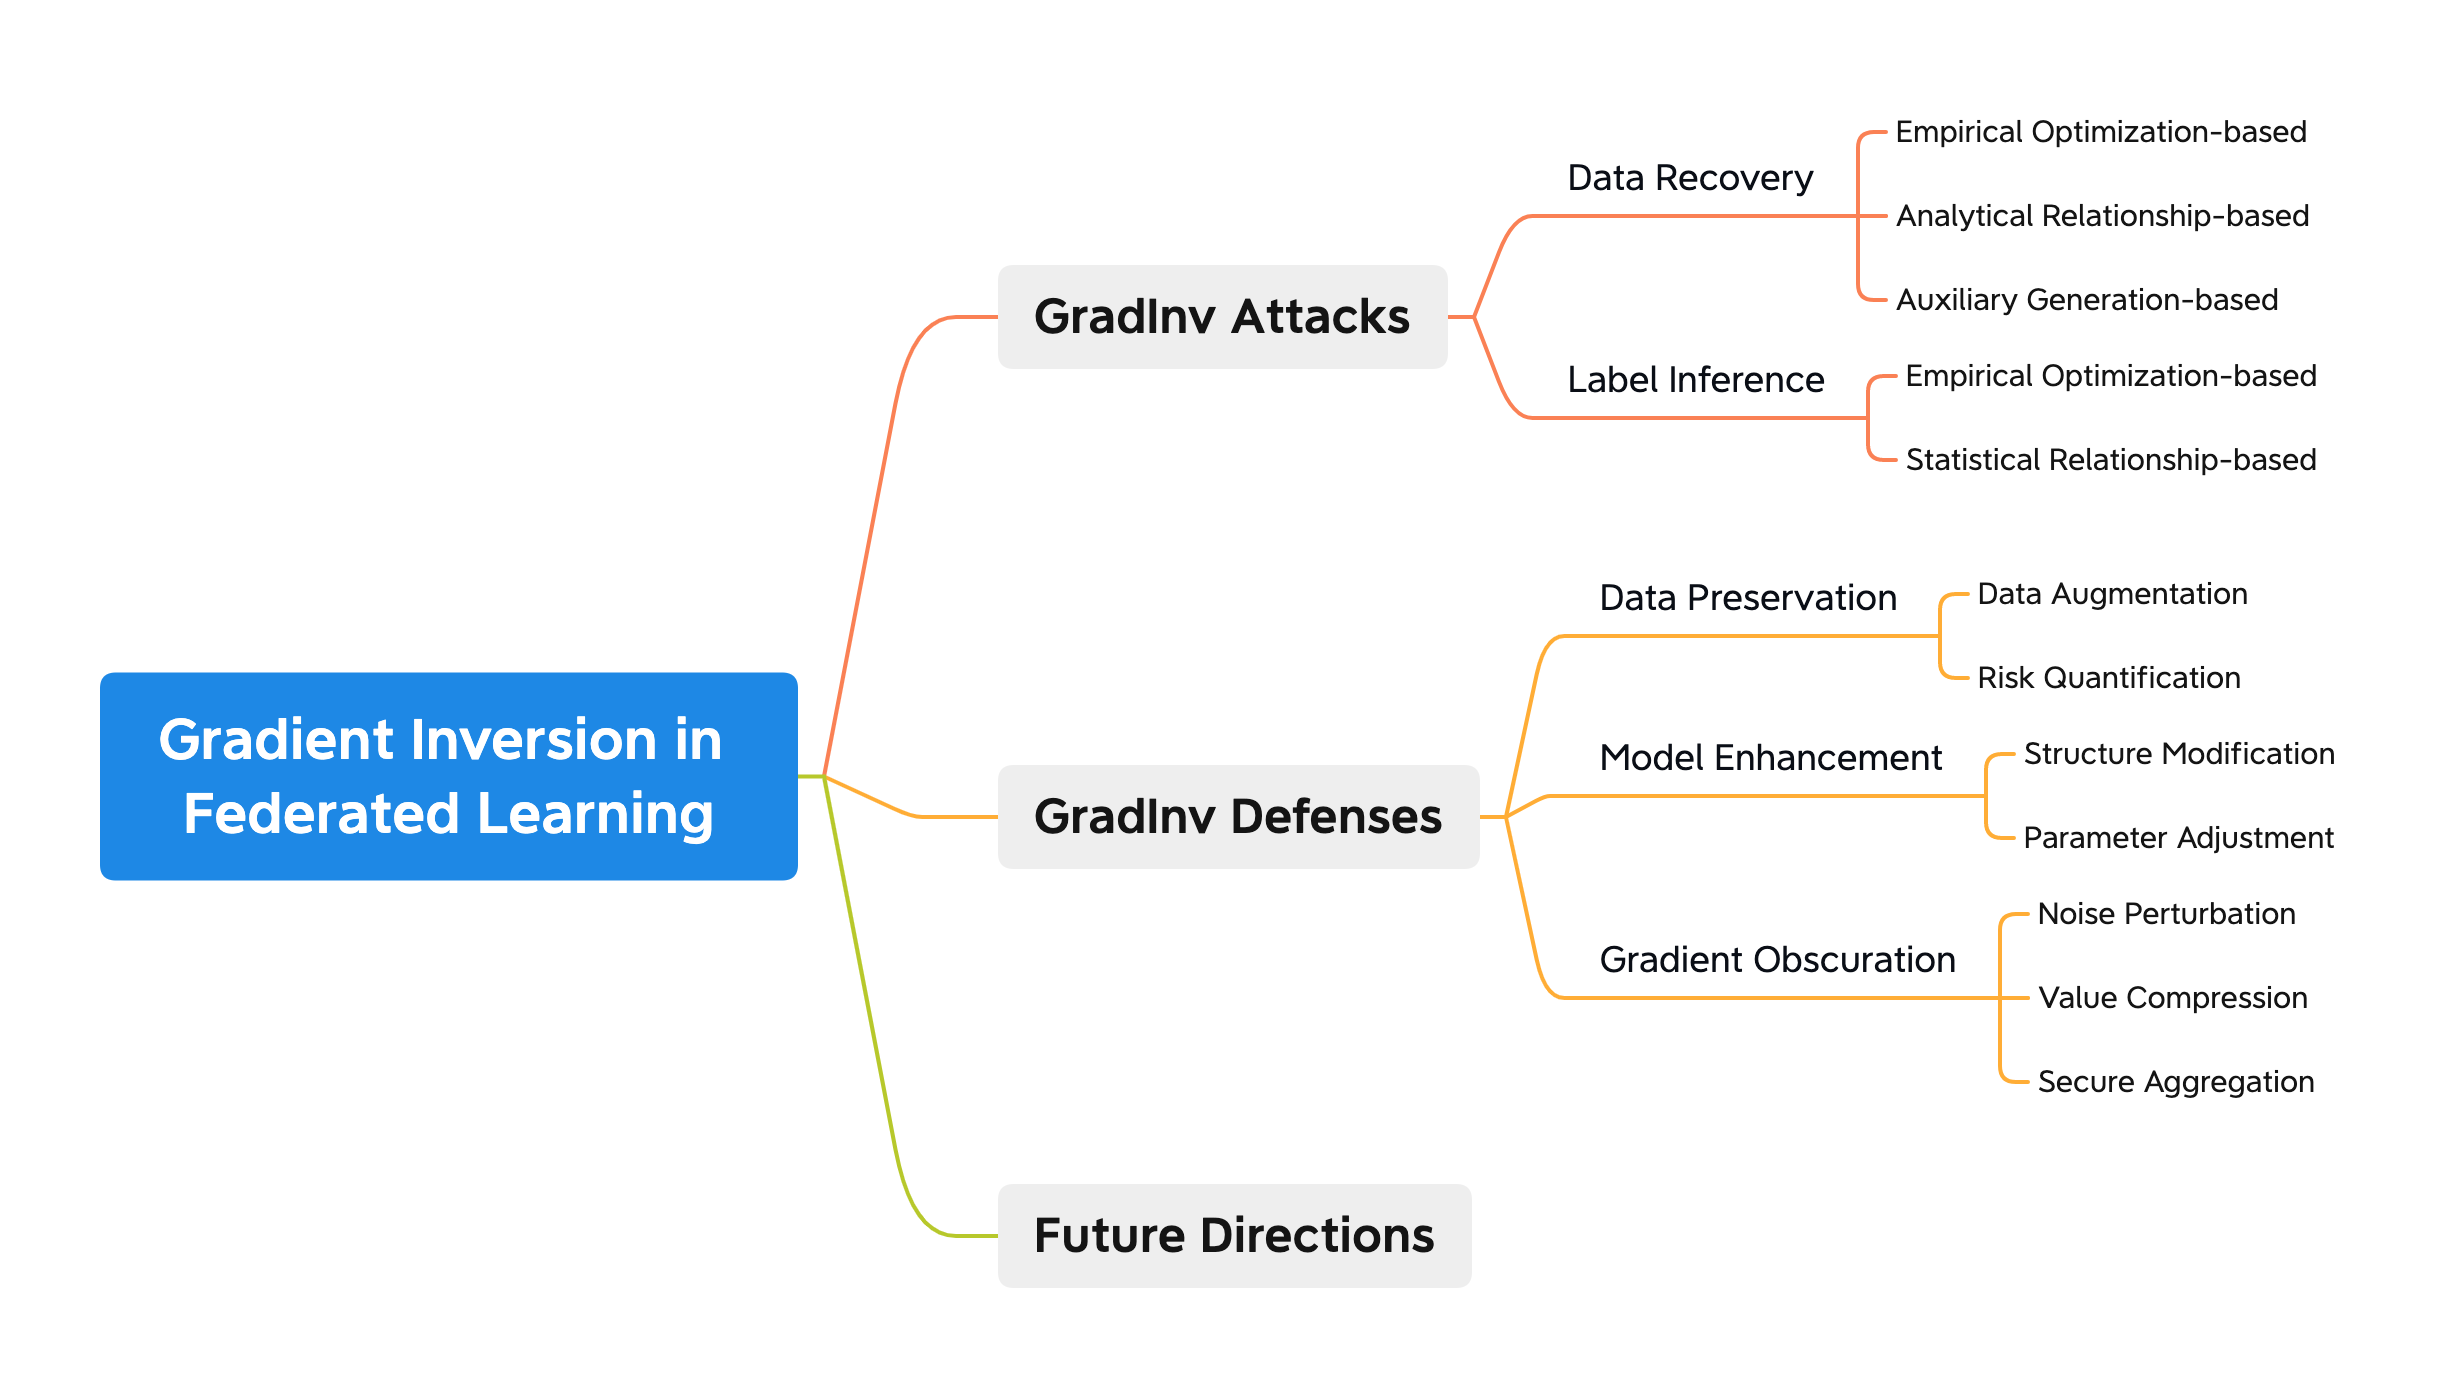 Gradient Inversion in
Federated Learning
GradInv Attacks
Data Recovery
Empirical Optimization-based
Analytical Relationship-based
Auxiliary Generation-based
Label Inference
Empirical Optimization-based
Statistical Relationship-based
GradInv Defenses
Data Preservation
Data Augmentation
Risk Quantification
Model Enhancement
Structure Modification
Parameter Adjustment
Gradient Obscuration
Noise Perturbation
Value Compression
Secure Aggregation
Future Directions